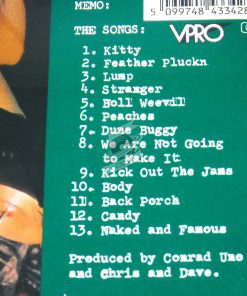 MEMO:
5 099748 433428
THE SONGS:
VPRO
1. Kitty
2. Feather Pluckn
3. Lump
4. Stranger
5. Boll Weevil
6. Peaches
7. Dune Buggy
8. We Are Not Going
to Make It
9. Kick Out The Jams
10. Body
11. Back Porch
12. Candy
13. Naked and Famous
Produced by Conrad Uno
and Chris and Dave.